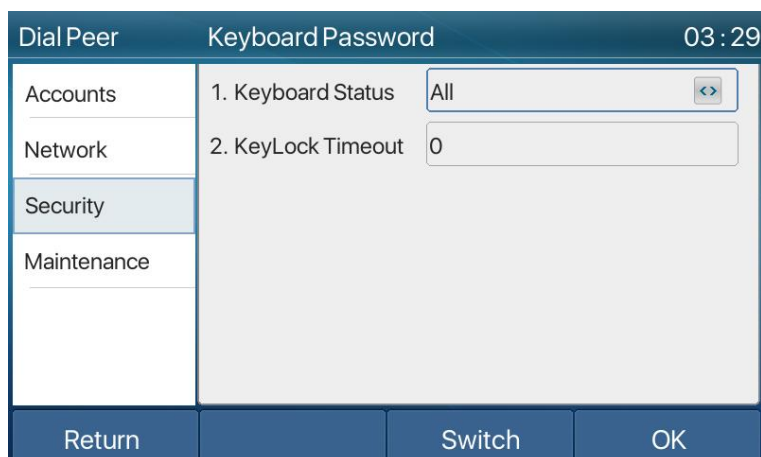 Dial Peer Keyboard Password 03:29
Accounts
Network
Security
Maintenance
1. Keyboard Status All <>
2. KeyLock Timeout 0
Return Switch OK